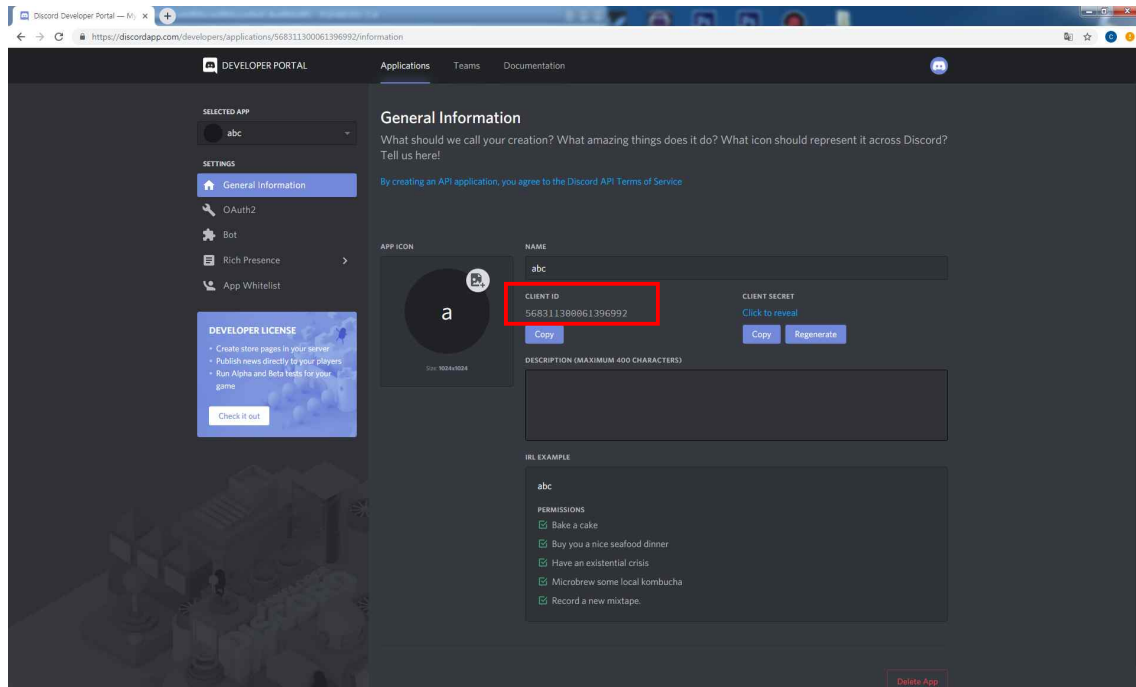 Discord Developer Portal — My
https://discordapp.com/developers/applications/568311300061396992/information
DEVELOPER PORTAL
Applications
Teams
Documentation
SELECTED APP
abc
SETTINGS
General Information
OAuth2
Bot
Rich Presence
App Whitelist
DEVELOPER LICENSE
- Create store pages in your server
- Publish news directly to your players
- Run Alpha and Beta tests for your
game
Check it out
General Information
What should we call your creation? What amazing things does it do? What icon should represent it across Discord?
Tell us here!
By creating an API application, you agree to the Discord API Terms of Service
APP ICON
a
Size: 1024x1024
NAME
abc
CLIENT ID
568311300061396992
Copy
CLIENT SECRET
Click to reveal
Copy
Regenerate
DESCRIPTION (MAXIMUM 400 CHARACTERS)
IRL EXAMPLE
abc
PERMISSIONS
Bake a cake
Buy you a nice seafood dinner
Have an existential crisis
Microbrew some local kombucha
Record a new mixtape.
Delete App